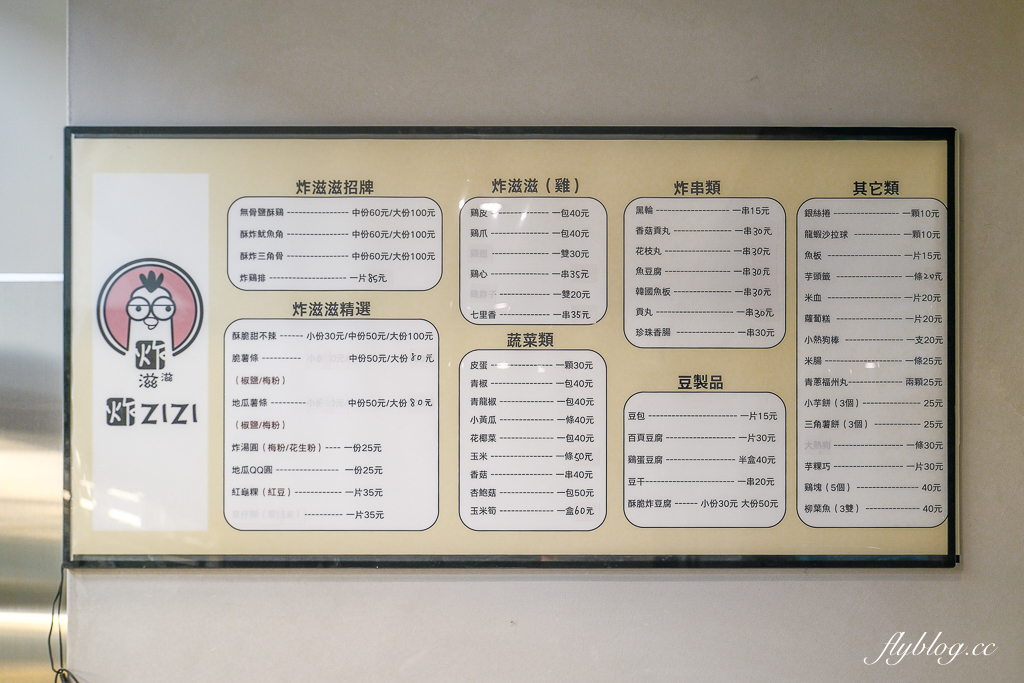 炸
滋滋
炸ZIZI
炸滋滋招牌
無骨鹽酥鷄 ---------------- 中份60元/大份100元
酥炸魷魚角 ---------------- 中份60元/大份100元
酥炸三角骨 ---------------- 中份60元/大份100元
炸鷄排 -------------------- 一片85元
炸滋滋精選
酥脆甜不辣 ------ 小份30元/中份50元/大份100元
脆薯條 ---------- 中份50元/大份80元
（椒鹽/梅粉）
地瓜薯條 --------- 中份50元/大份80元
（椒鹽/梅粉）
炸湯圓（梅粉/花生粉）---- 一份25元
地瓜QQ圓 ---------------- 一份25元
紅龜粿（紅豆）------------ 一片35元
---------- 一片35元
炸滋滋（雞）
鷄皮 -------------- 一包40元
鷄爪 -------------- 一包40元
-------------- 一雙30元
鷄心 -------------- 一串35元
-------------- 一雙20元
七里香 ------------ 一串35元
蔬菜類
皮蛋 -------------- 一顆30元
青椒 -------------- 一包40元
青龍椒 ------------ 一包40元
小黃瓜 ------------ 一條40元
花椰菜 ------------ 一包40元
玉米 -------------- 一條50元
香菇 -------------- 一串40元
杏鮑菇 ------------ 一包50元
玉米筍 ------------ 一盒60元
炸串類
黑輪 -------------- 一串15元
香菇貢丸 ---------- 一串30元
花枝丸 ------------ 一串30元
魚豆腐 ------------ 一串30元
韓國魚板 ---------- 一串30元
貢丸 -------------- 一串30元
珍珠香腸 ---------- 一串30元
豆製品
豆包 -------------- 一片15元
百頁豆腐 ---------- 一片30元
鷄蛋豆腐 ---------- 半盒40元
豆干 -------------- 一串20元
酥脆炸豆腐 ------ 小份30元 大份50元
其它類
銀絲捲 ------------ 一顆10元
龍蝦沙拉球 -------- 一顆10元
魚板 -------------- 一片15元
芋頭籤 ------------ 一條20元
米血 -------------- 一片20元
蘿蔔糕 ------------ 一片20元
小熱狗棒 ---------- 一支20元
米腸 -------------- 一條25元
青蔥福州丸 -------- 兩顆25元
小芋餅（3個）------ 25元
三角薯餅（3個）---- 25元
------------ 一條30元
芋粿巧 ------------ 一片30元
鷄塊（5個）-------- 40元
柳葉魚（3雙）------ 40元
flyblog.cc